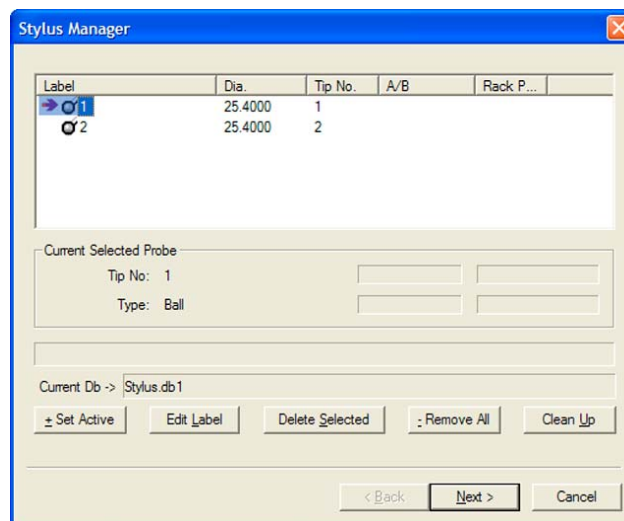 Stylus Manager
Label Dia. Tip No. A/B Rack P...
1 25.4000 1
2 25.4000 2
Current Selected Probe
Tip No: 1
Type: Ball
Current Db -> Stylus.db1
+ Set Active Edit Label Delete Selected - Remove All Clean Up
< Back Next > Cancel